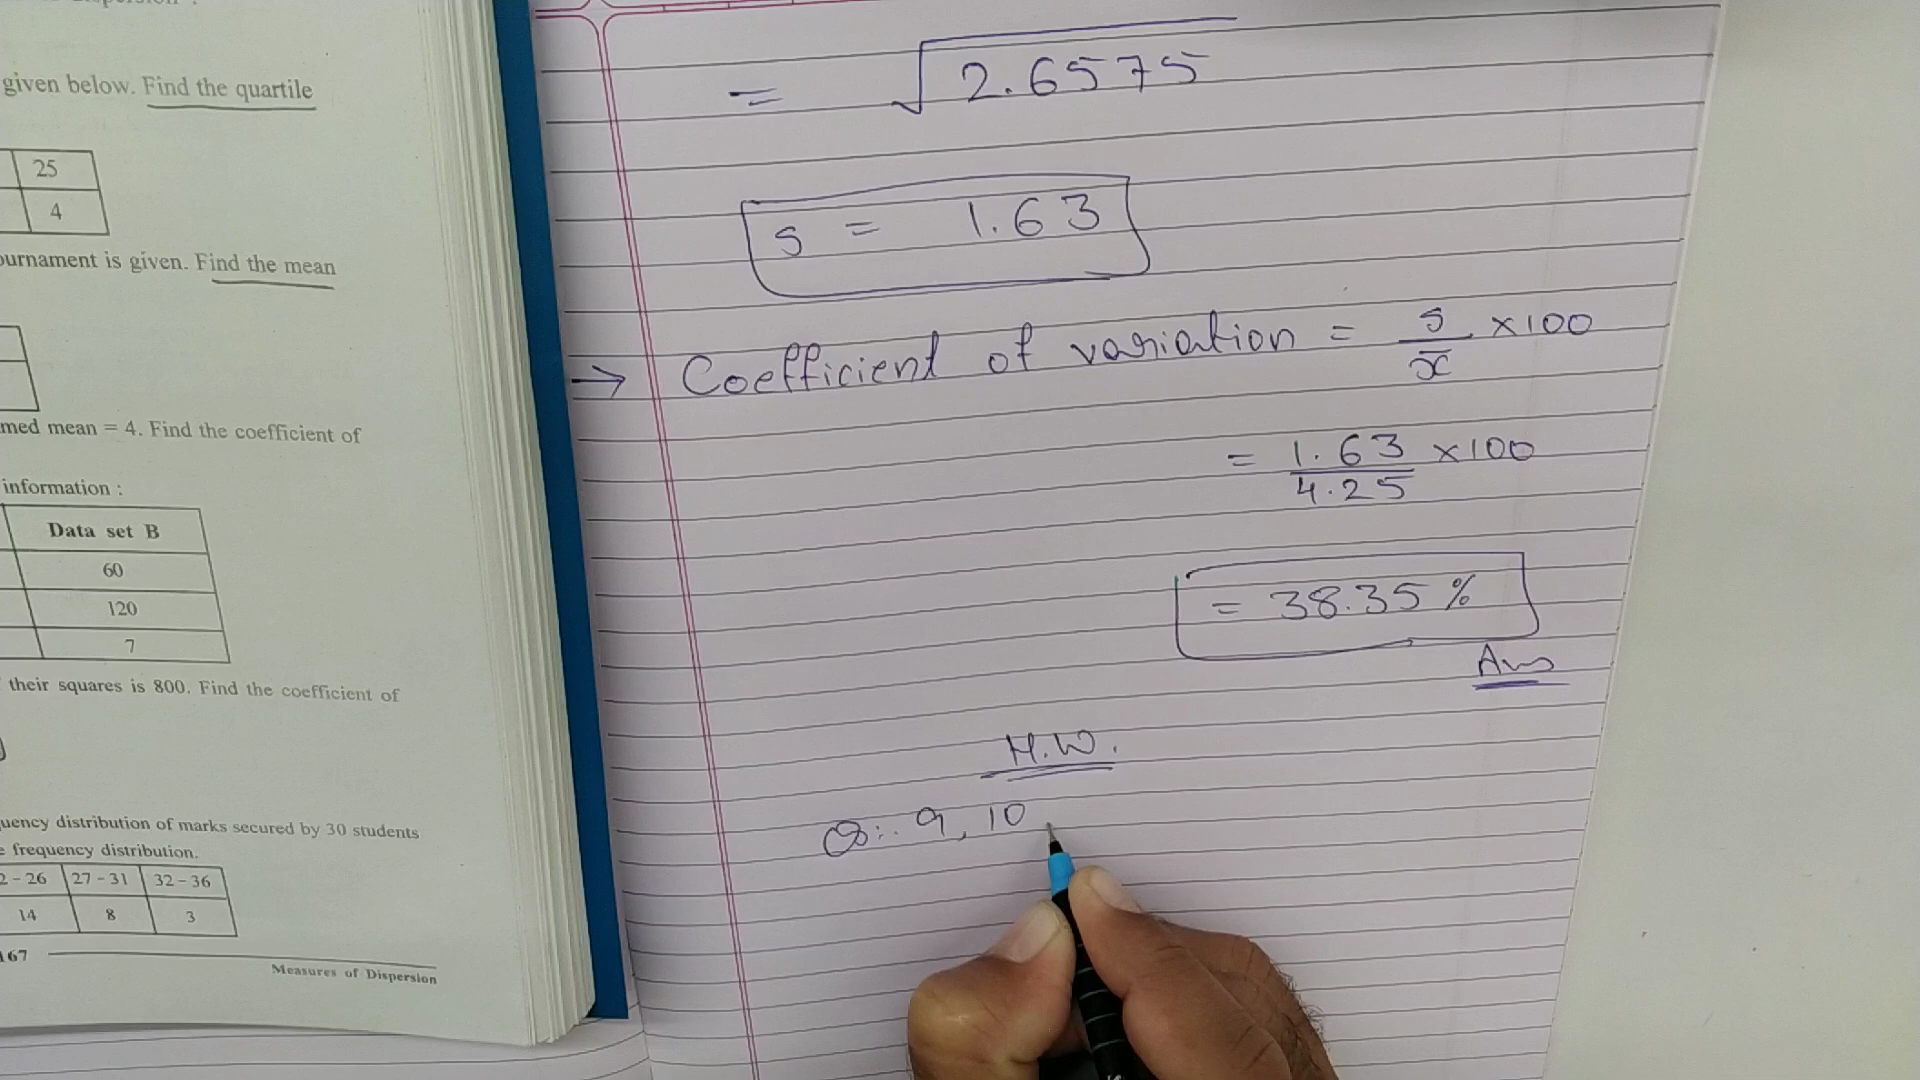 given below. Find the quartile
25
4
ournament is given. Find the mean
med mean = 4. Find the coefficient of
information :
Data set B
60
120
7
their squares is 800. Find the coefficient of
uency distribution of marks secured by 30 students
e frequency distribution.
2 - 26 27 - 31 32 - 36
14 8 3
167
Measures of Dispersion
= √2.6575
s = 1.63
→ Coefficient of variation = s/x̄ ×100
= 1.63/4.25 ×100
= 38.35 %
Ans
H.W.
Q:. 9, 10